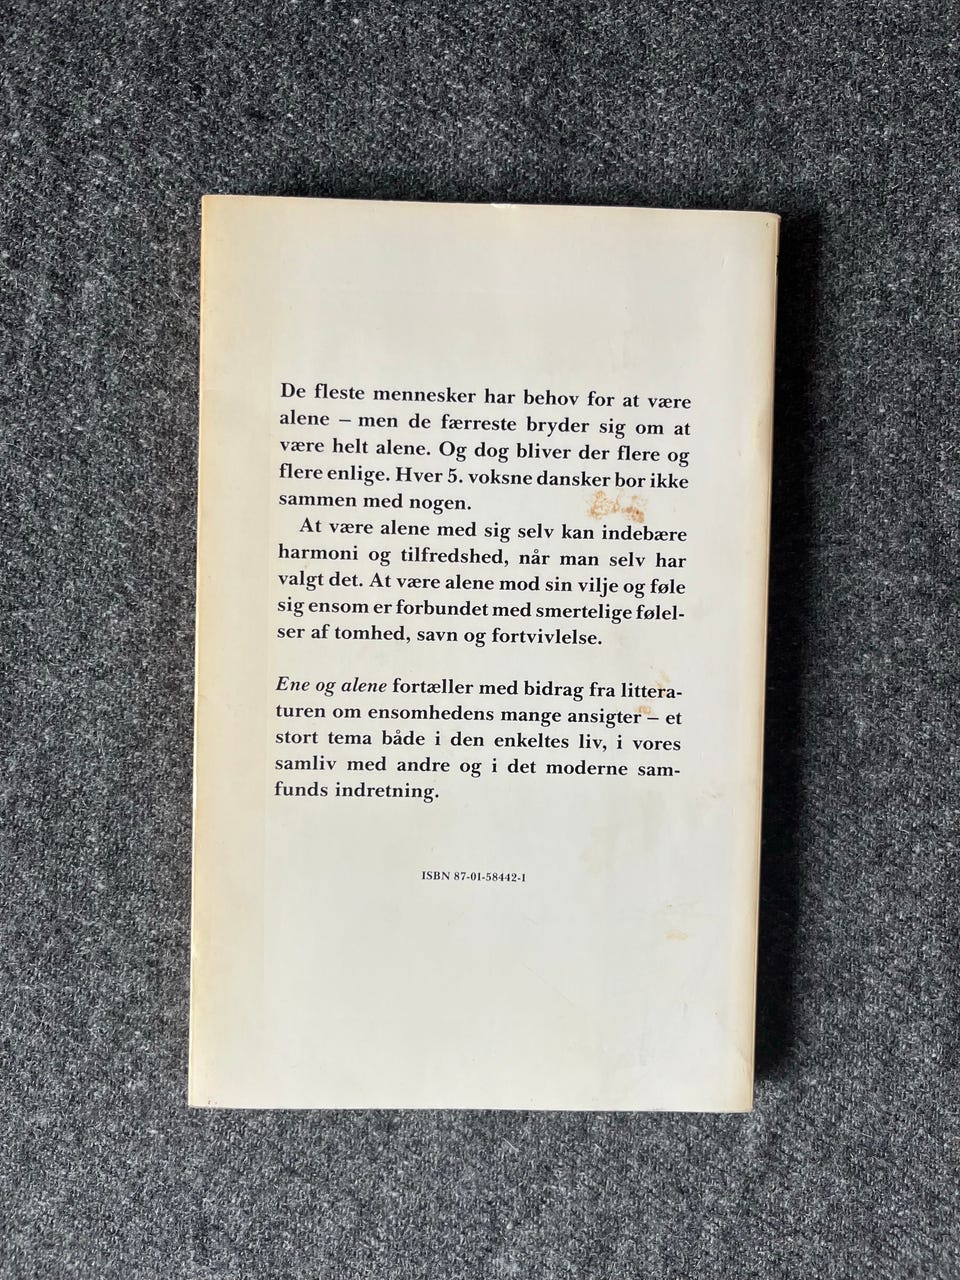 De fleste mennesker har behov for at være
alene – men de færreste bryder sig om at
være helt alene. Og dog bliver der flere og
flere enlige. Hver 5. voksne dansker bor ikke
sammen med nogen.
At være alene med sig selv kan indebære
harmoni og tilfredshed, når man selv har
valgt det. At være alene mod sin vilje og føle
sig ensom er forbundet med smertelige følel-
ser af tomhed, savn og fortvivlelse.
Ene og alene fortæller med bidrag fra littera-
turen om ensomhedens mange ansigter – et
stort tema både i den enkeltes liv, i vores
samliv med andre og i det moderne sam-
funds indretning.
ISBN 87-01-58442-1